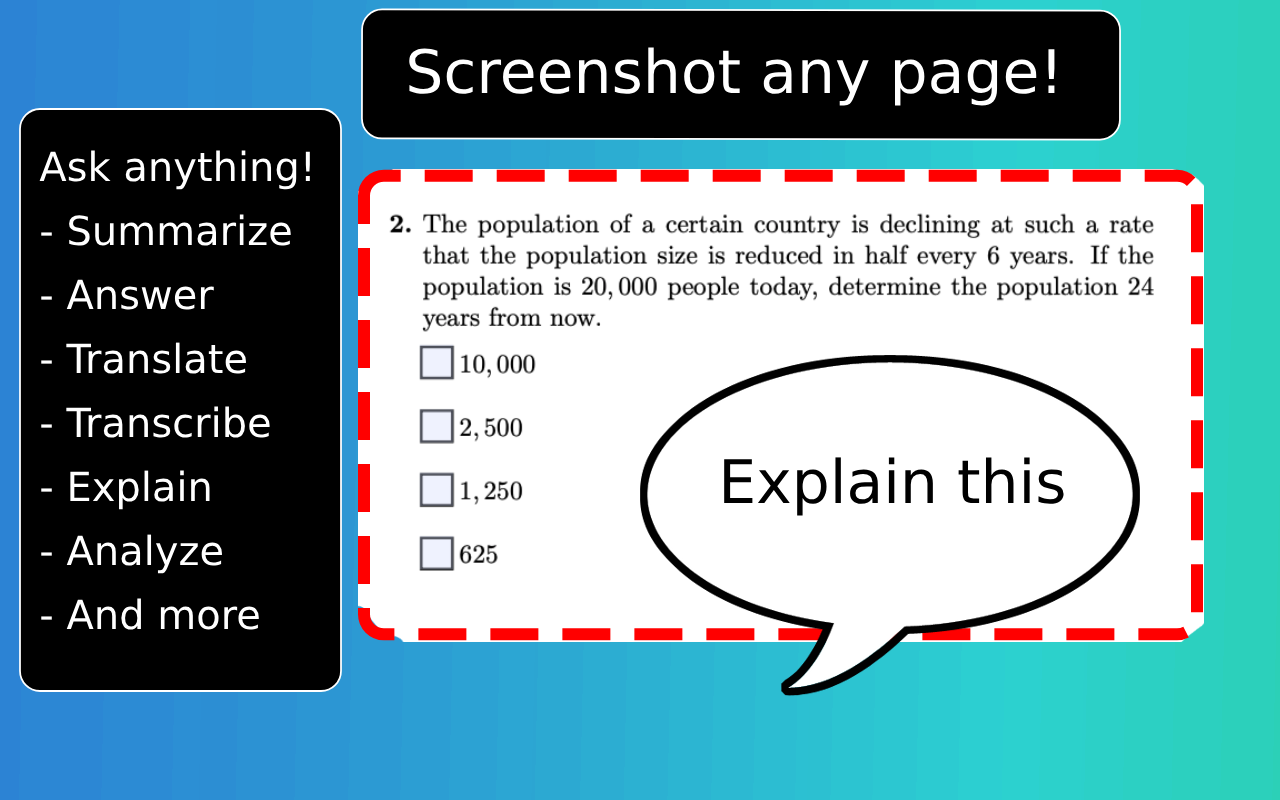 Screenshot any page!
Ask anything!
- Summarize
- Answer
- Translate
- Transcribe
- Explain
- Analyze
- And more
2. The population of a certain country is declining at such a rate
that the population size is reduced in half every 6 years. If the
population is 20,000 people today, determine the population 24
years from now.
10,000
2,500
1,250
625
Explain this